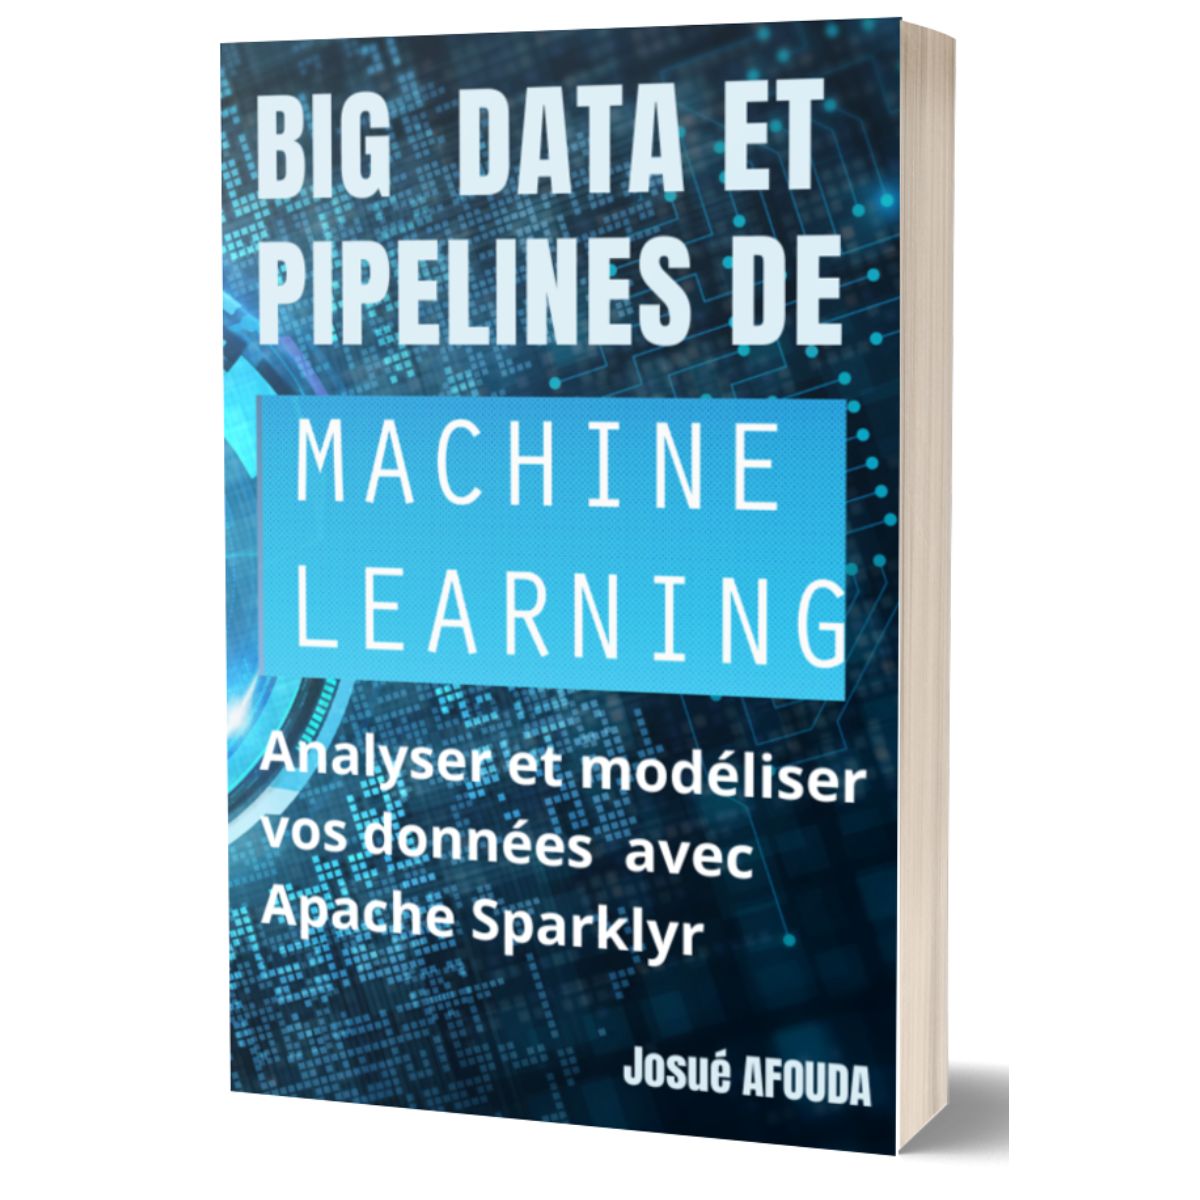 BIG DATA ET
PIPELINES DE
MACHINE
LEARNING
Analyser et modéliser
vos données avec
Apache Sparklyr
Josué AFOUDA